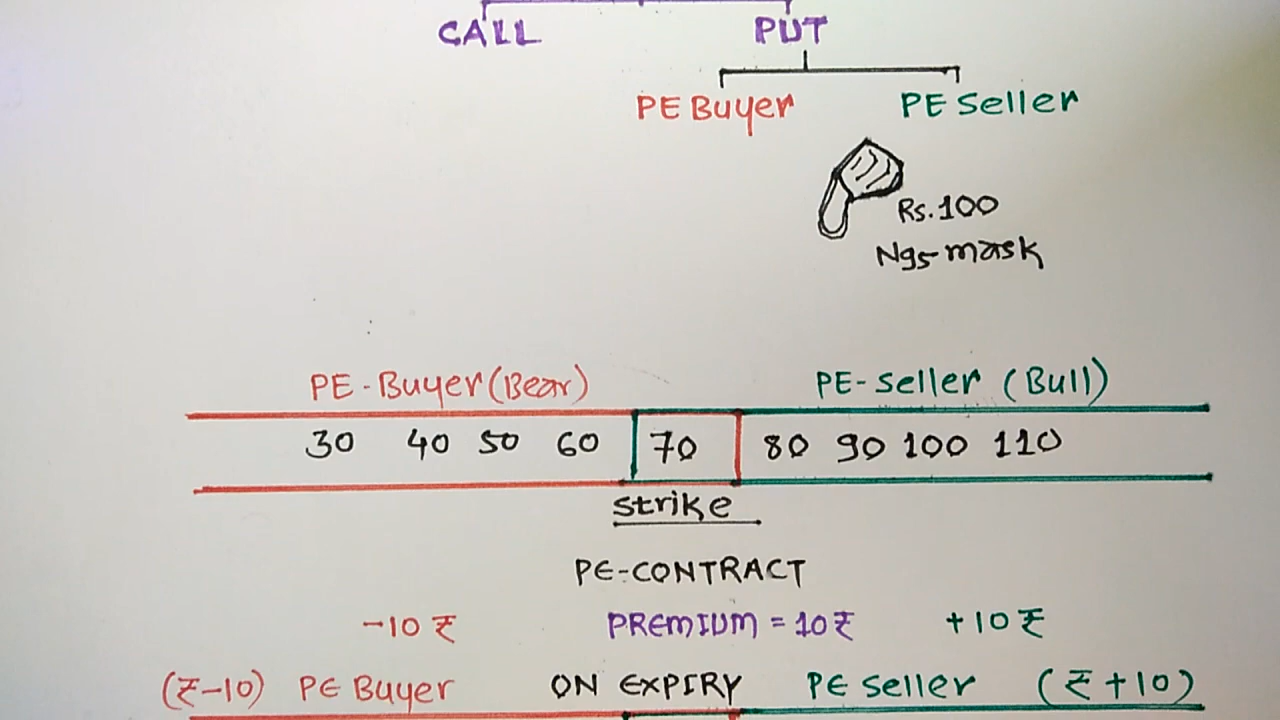 CALL PUT
PE Buyer PE Seller
Rs.100
N95-mask
PE-Buyer(Bear) PE-seller (Bull)
30 40 50 60 70 80 90 100 110
strike
PE-CONTRACT
-10 ₹ PREMIUM = 10₹ +10₹
(₹-10) PE Buyer ON EXPIRY PE seller (₹+10)